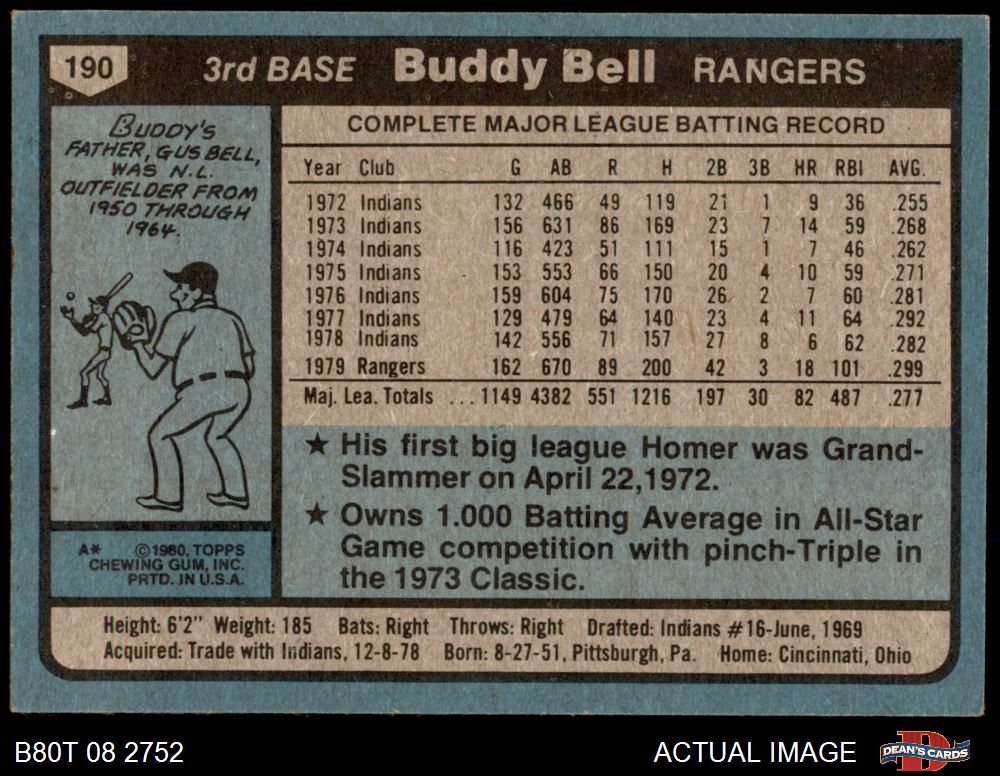 190 3rd BASE Buddy Bell RANGERS
BUDDY'S
FATHER, GUS BELL,
WAS N.L.
OUTFIELDER FROM
1950 THROUGH
1964.
A* ©1980, TOPPS
CHEWING GUM, INC.
PRTD. IN U.S.A.
COMPLETE MAJOR LEAGUE BATTING RECORD
Year Club G AB R H 2B 3B HR RBI AVG.
1972 Indians 132 466 49 119 21 1 9 36 .255
1973 Indians 156 631 86 169 23 7 14 59 .268
1974 Indians 116 423 51 111 15 1 7 46 .262
1975 Indians 153 553 66 150 20 4 10 59 .271
1976 Indians 159 604 75 170 26 2 7 60 .281
1977 Indians 129 479 64 140 23 4 11 64 .292
1978 Indians 142 556 71 157 27 8 6 62 .282
1979 Rangers 162 670 89 200 42 3 18 101 .299
Maj. Lea. Totals ... 1149 4382 551 1216 197 30 82 487 .277
★ His first big league Homer was Grand-
Slammer on April 22,1972.
★ Owns 1.000 Batting Average in All-Star
Game competition with pinch-Triple in
the 1973 Classic.
Height: 6'2" Weight: 185 Bats: Right Throws: Right Drafted: Indians #16-June, 1969
Acquired: Trade with Indians, 12-8-78 Born: 8-27-51, Pittsburgh, Pa. Home: Cincinnati, Ohio
B80T 08 2752 ACTUAL IMAGE D DEAN'S CARDS